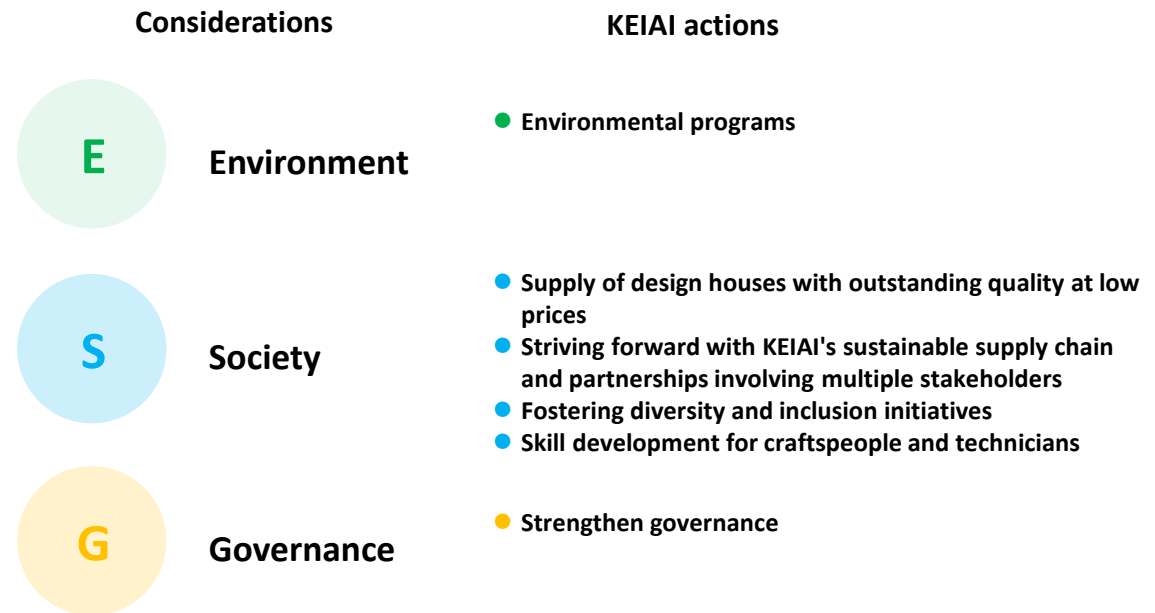 Considerations
KEIAI actions
E
Environment
Environmental programs
S
Society
Supply of design houses with outstanding quality at low
prices
Striving forward with KEIAI's sustainable supply chain
and partnerships involving multiple stakeholders
Fostering diversity and inclusion initiatives
Skill development for craftspeople and technicians
G
Governance
Strengthen governance